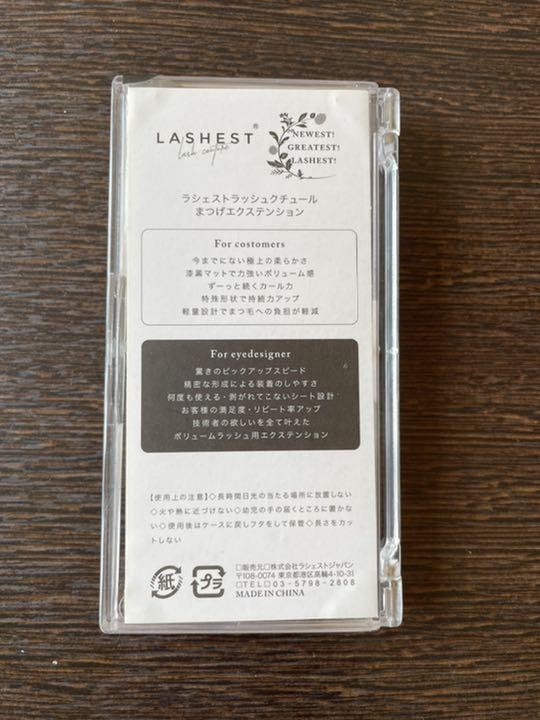 LASHEST®
lash couture
NEWEST!
GREATEST!
LASHEST!
ラシェストラッシュクチュール
まつげエクステンション
For costomers
今までにない極上の柔らかさ
漆黒マットで力強いボリューム感
ずーっと続くカール力
特殊形状で持続力アップ
軽量設計でまつ毛への負担が軽減
For eyedesigner
驚きのピックアップスピード
精密な形成による装着のしやすさ
何度も使える・剥がれてこないシート設計
お客様の満足度・リピート率アップ
技術者の欲しいを全て叶えた
ボリュームラッシュ用エクステンション
【使用上の注意】◇長時間日光の当たる場所に放置しない
◇火や熱に近づけない◇幼児の手の届くところに置かな
い◇使用後はケースに戻しフタをして保管◇長さをカッ
トしない
紙
プラ
□販売元□株式会社ラシェストジャパン
〒108-0074 東京都港区高輪4-10-31
□TEL□03-5798-2808
MADE IN CHINA